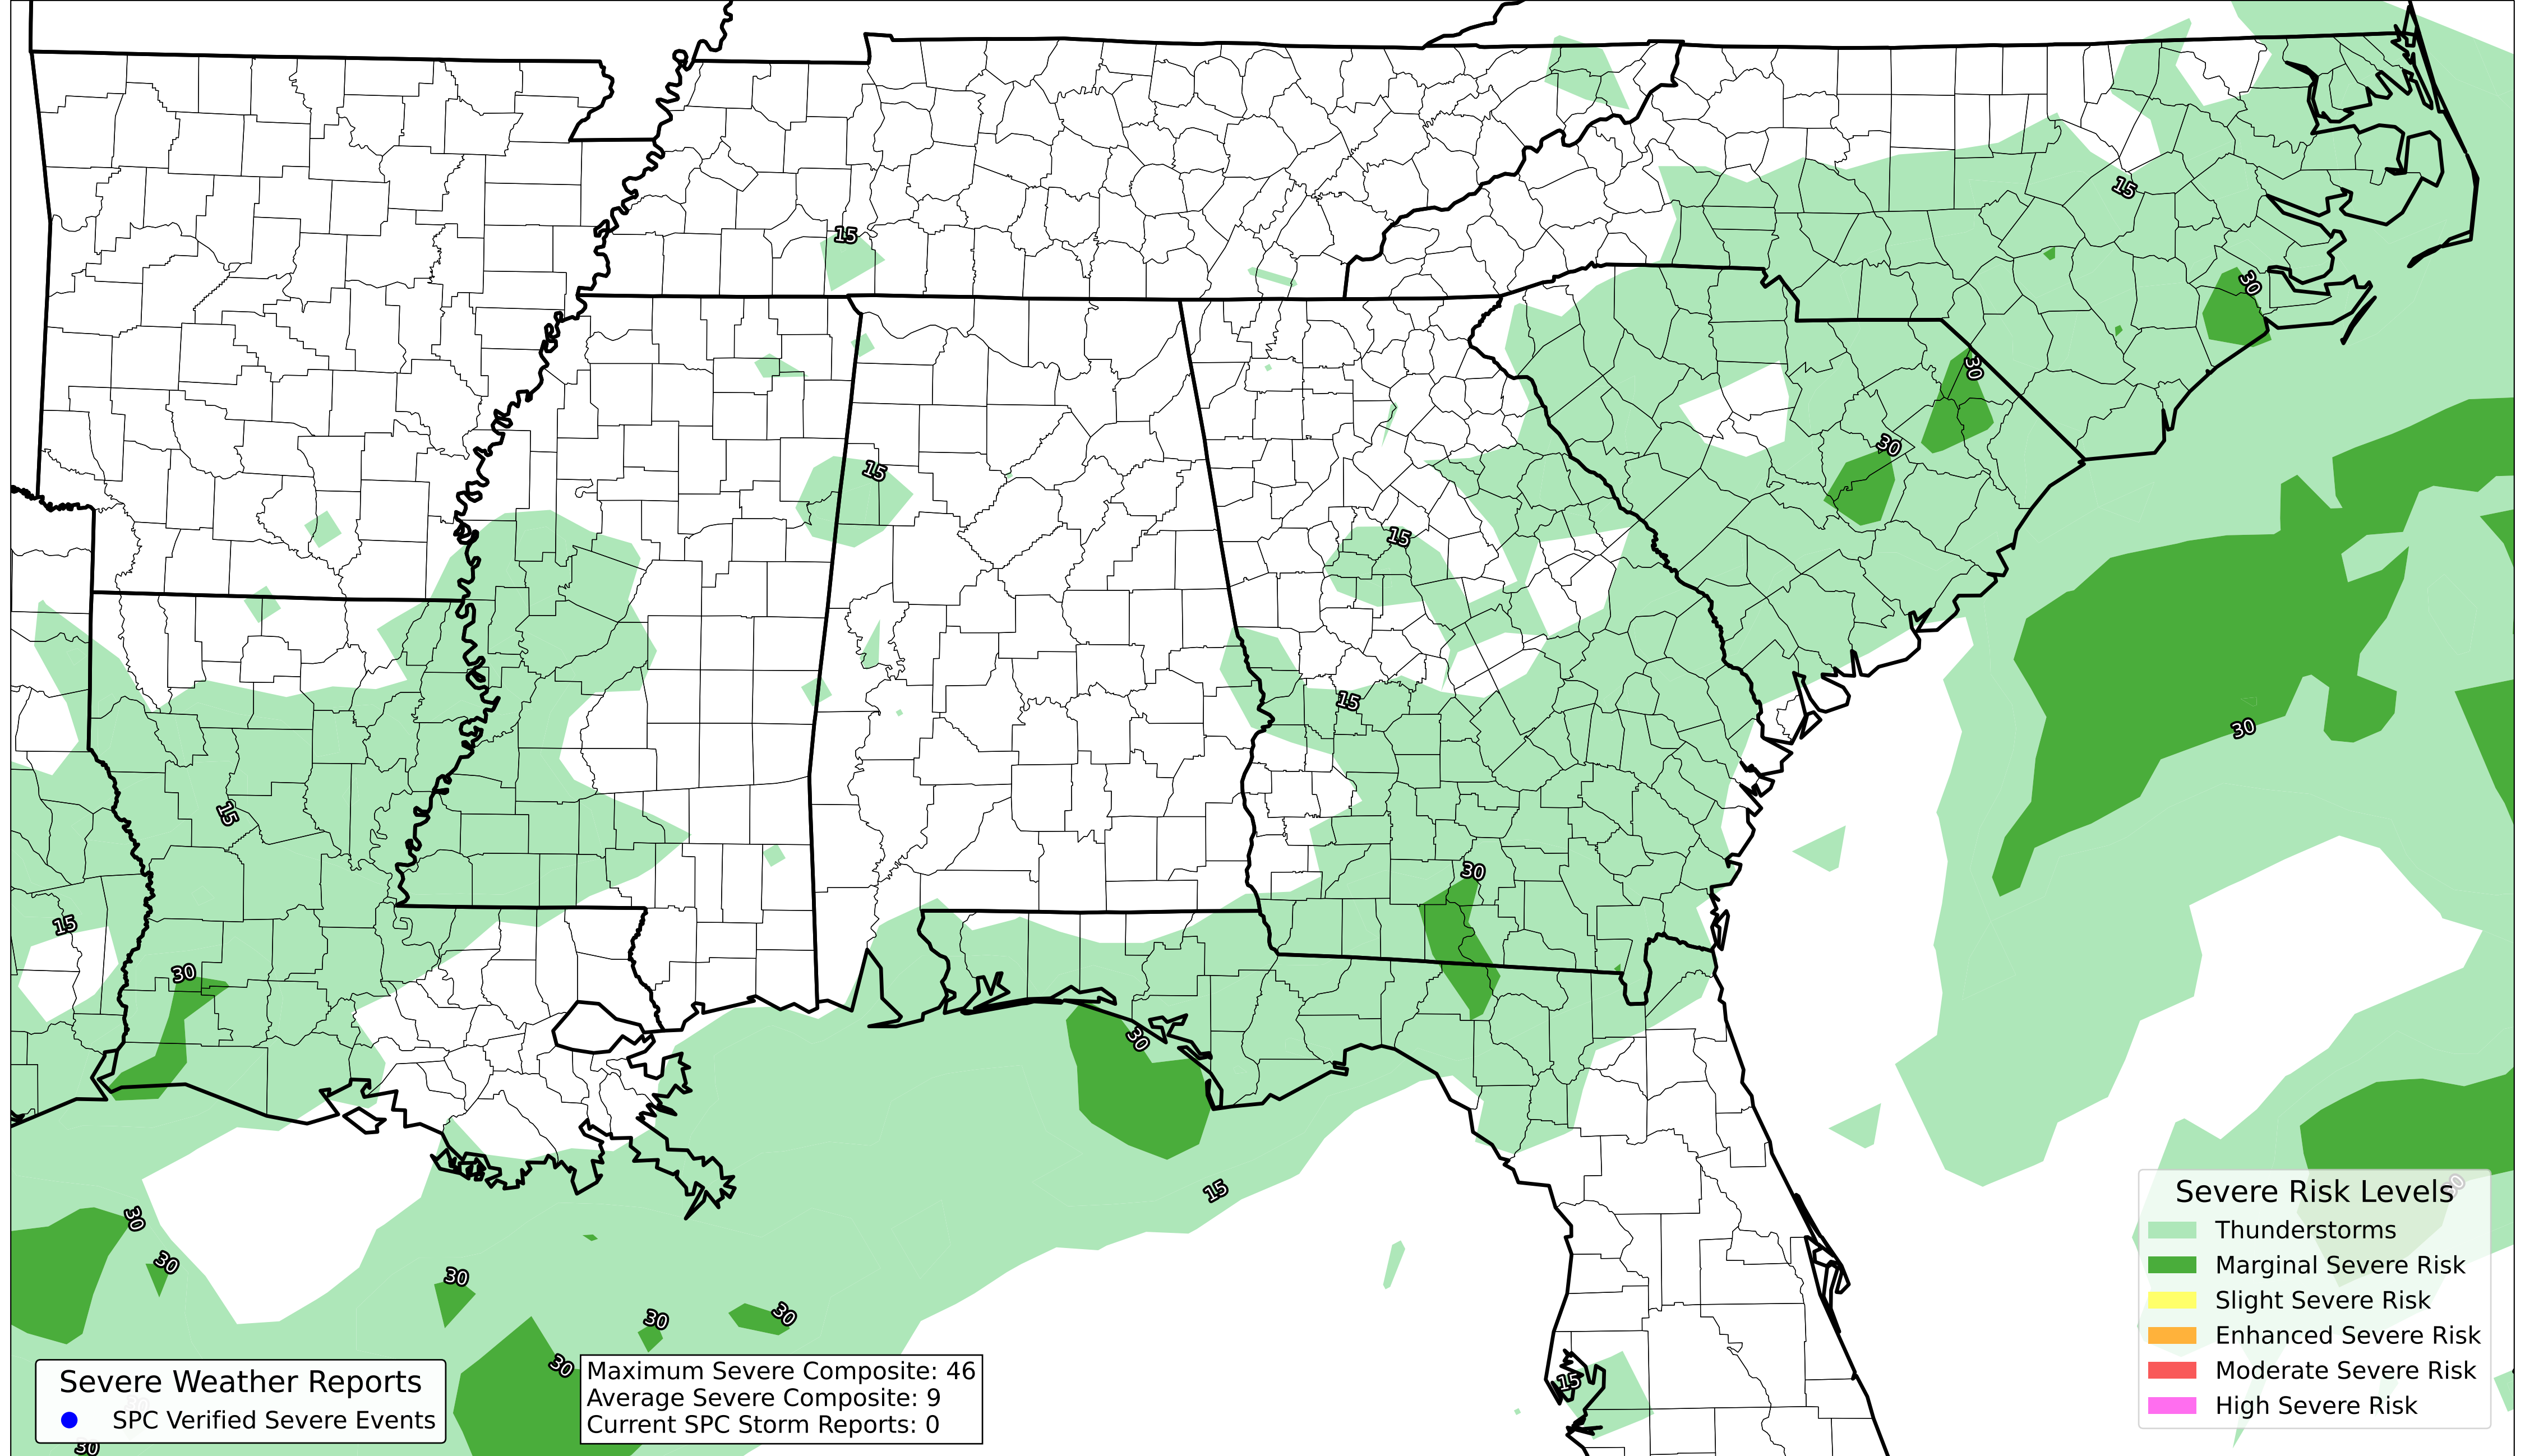 15
15
30
30
15
30
15
15
30
15
30
15
30
30
30
15
30
30
30
30
30
30
15
30
Severe Risk Levels
Thunderstorms
Marginal Severe Risk
Slight Severe Risk
Enhanced Severe Risk
Moderate Severe Risk
High Severe Risk
Severe Weather Reports
SPC Verified Severe Events
Maximum Severe Composite: 46
Average Severe Composite: 9
Current SPC Storm Reports: 0